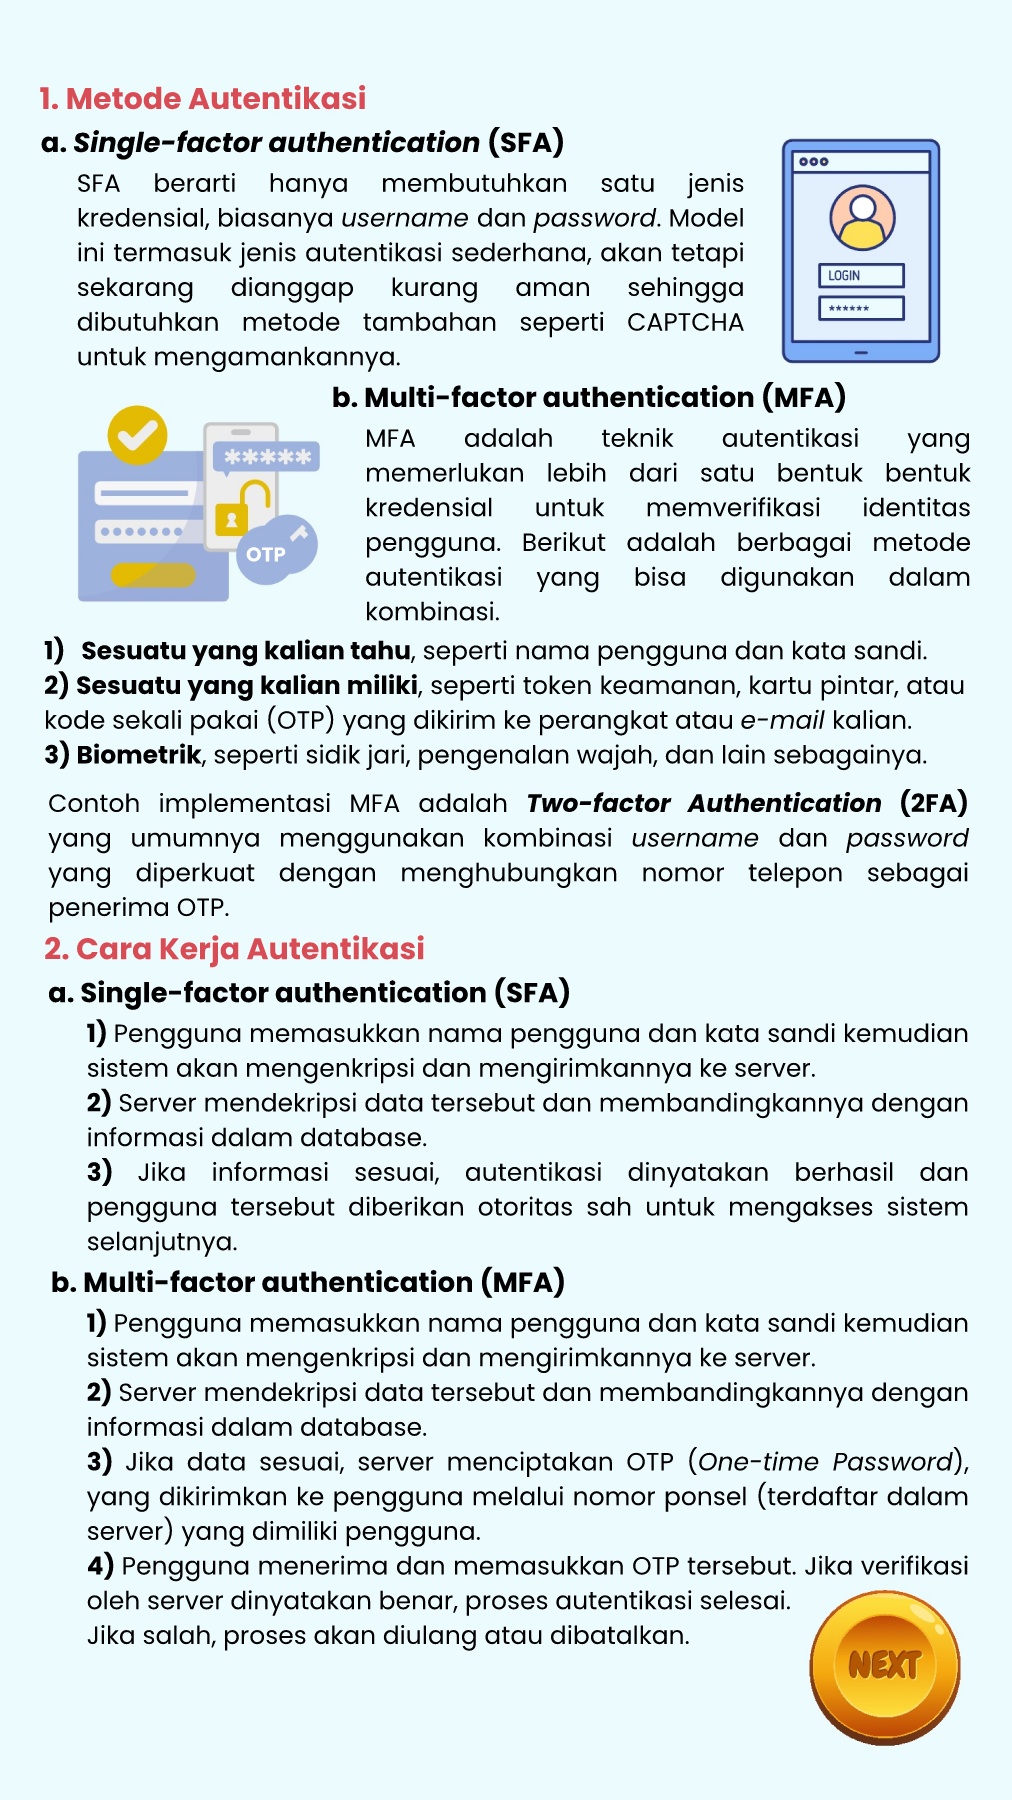 1. Metode Autentikasi
a. Single-factor authentication (SFA)
SFA berarti hanya membutuhkan satu jenis
kredensial, biasanya username dan password. Model
ini termasuk jenis autentikasi sederhana, akan tetapi
sekarang dianggap kurang aman sehingga
dibutuhkan metode tambahan seperti CAPTCHA
untuk mengamankannya.
LOGIN
******
b. Multi-factor authentication (MFA)
MFA adalah teknik autentikasi yang
memerlukan lebih dari satu bentuk bentuk
kredensial untuk memverifikasi identitas
pengguna. Berikut adalah berbagai metode
autentikasi yang bisa digunakan dalam
kombinasi.
*****
OTP
1) Sesuatu yang kalian tahu, seperti nama pengguna dan kata sandi.
2) Sesuatu yang kalian miliki, seperti token keamanan, kartu pintar, atau
kode sekali pakai (OTP) yang dikirim ke perangkat atau e-mail kalian.
3) Biometrik, seperti sidik jari, pengenalan wajah, dan lain sebagainya.
Contoh implementasi MFA adalah Two-factor Authentication (2FA)
yang umumnya menggunakan kombinasi username dan password
yang diperkuat dengan menghubungkan nomor telepon sebagai
penerima OTP.
2. Cara Kerja Autentikasi
a. Single-factor authentication (SFA)
1) Pengguna memasukkan nama pengguna dan kata sandi kemudian
sistem akan mengenkripsi dan mengirimkannya ke server.
2) Server mendekripsi data tersebut dan membandingkannya dengan
informasi dalam database.
3) Jika informasi sesuai, autentikasi dinyatakan berhasil dan
pengguna tersebut diberikan otoritas sah untuk mengakses sistem
selanjutnya.
b. Multi-factor authentication (MFA)
1) Pengguna memasukkan nama pengguna dan kata sandi kemudian
sistem akan mengenkripsi dan mengirimkannya ke server.
2) Server mendekripsi data tersebut dan membandingkannya dengan
informasi dalam database.
3) Jika data sesuai, server menciptakan OTP (One-time Password),
yang dikirimkan ke pengguna melalui nomor ponsel (terdaftar dalam
server) yang dimiliki pengguna.
4) Pengguna menerima dan memasukkan OTP tersebut. Jika verifikasi
oleh server dinyatakan benar, proses autentikasi selesai.
Jika salah, proses akan diulang atau dibatalkan.
NEXT